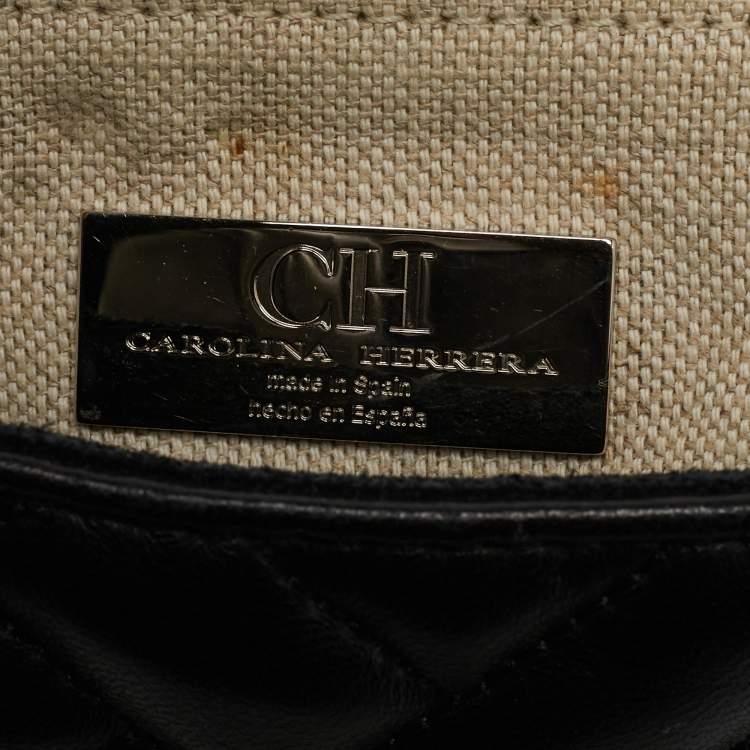 CH
CAROLINA HERRERA
made in Spain
hecho en España